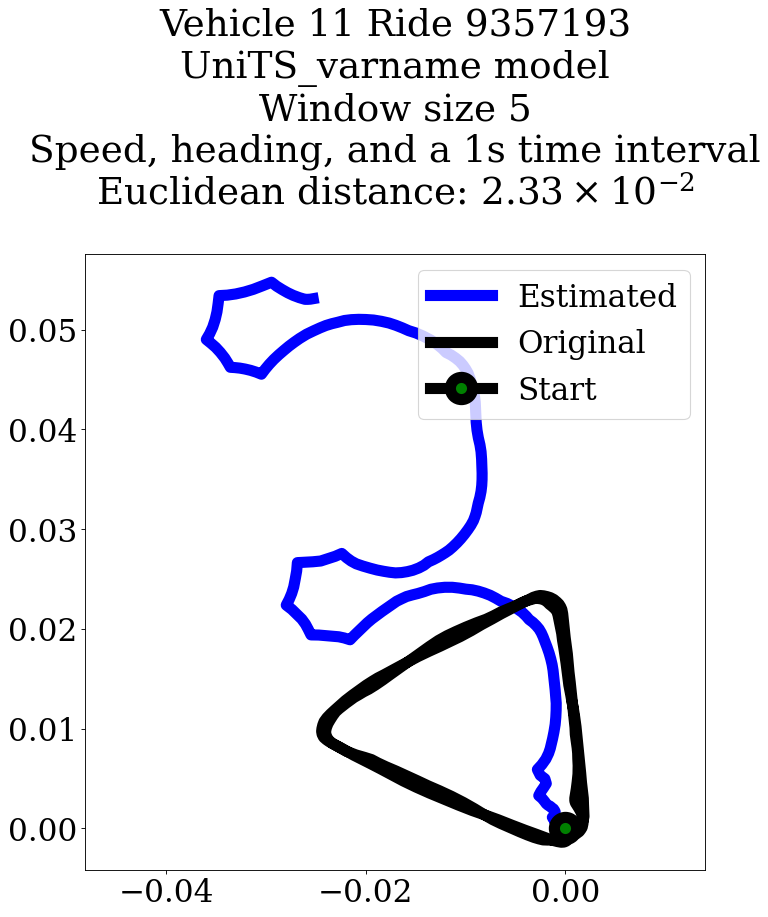 Vehicle 11 Ride 9357193
UniTS_varname model
Window size 5
Speed, heading, and a 1s time interval
Euclidean distance: 2.33 × 10⁻²
Estimated
Original
Start
0.05
0.04
0.03
0.02
0.01
0.00
−0.04
−0.02
0.00